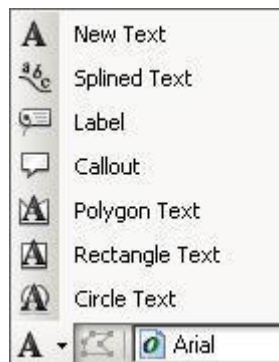 New Text
Splined Text
Label
Callout
Polygon Text
Rectangle Text
Circle Text
Arial